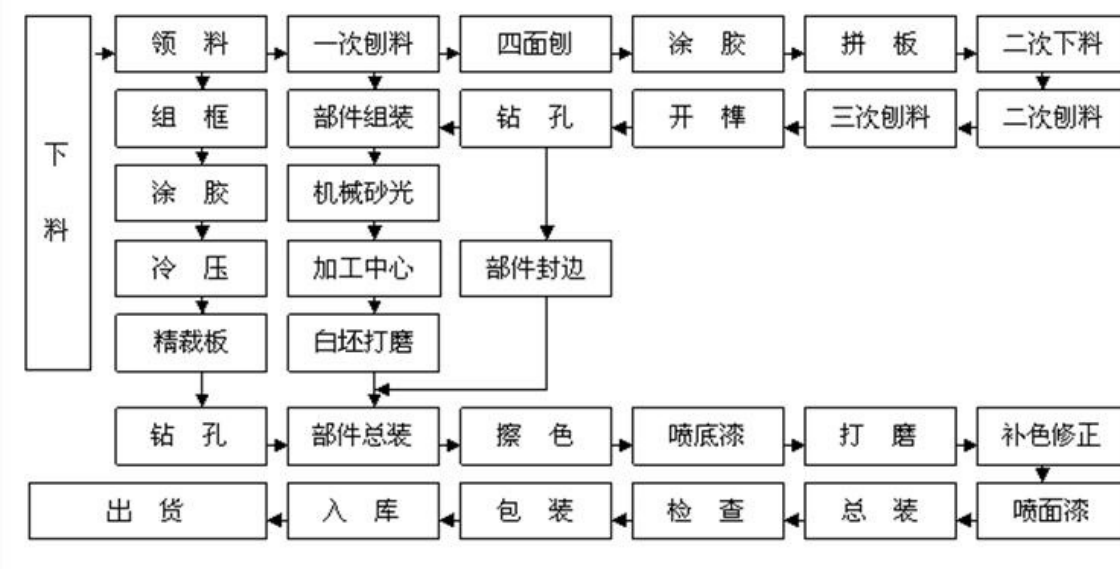 下料
领料
一次刨料
四面刨
涂胶
拼板
二次下料
组框
部件组装
钻孔
开榫
三次刨料
二次刨料
涂胶
机械砂光
冷压
加工中心
部件封边
精裁板
白坯打磨
钻孔
部件总装
擦色
喷底漆
打磨
补色修正
出货
入库
包装
检查
总装
喷面漆